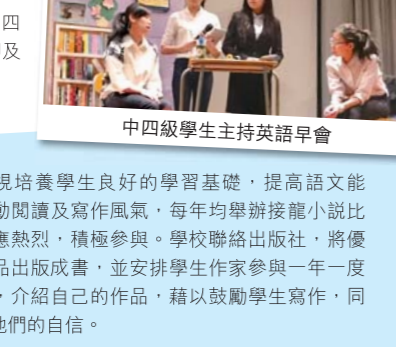 四
及
中四級學生主持英語早會
視培養學生良好的學習基礎，提高語文能
動閱讀及寫作風氣，每年均舉辦接龍小説比
應熱烈，積極參與。學校聯絡出版社，將優
品出版成書，並安排學生作家參與一年一度
，介紹自己的作品，藉以鼓勵學生寫作，同
他們的自信。